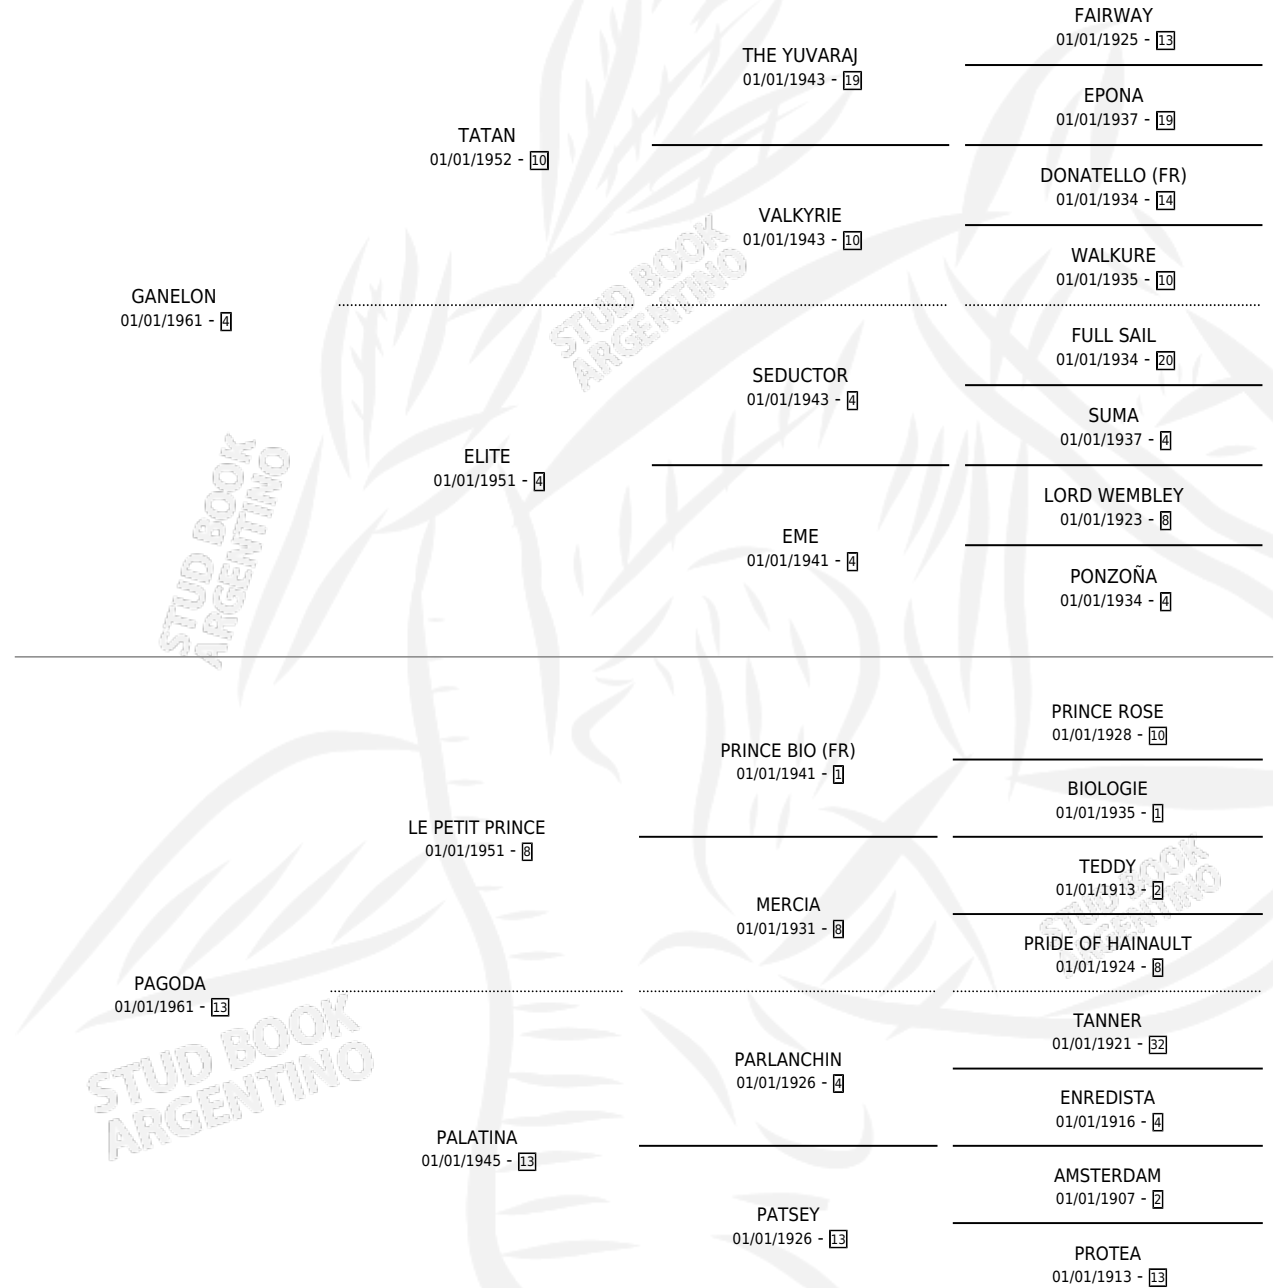 FAIRWAY
01/01/1925 - 13
THE YUVARAJ
01/01/1943 - 19
EPONA
01/01/1937 - 19
TATAN
01/01/1952 - 10
DONATELLO (FR)
01/01/1934 - 14
VALKYRIE
01/01/1943 - 10
WALKURE
01/01/1935 - 10
GANELON
01/01/1961 - 4
FULL SAIL
01/01/1934 - 20
SEDUCTOR
01/01/1943 - 4
SUMA
01/01/1937 - 4
ELITE
01/01/1951 - 4
LORD WEMBLEY
01/01/1923 - 8
EME
01/01/1941 - 4
PONZOÑA
01/01/1934 - 4
PRINCE ROSE
01/01/1928 - 10
PRINCE BIO (FR)
01/01/1941 - 1
BIOLOGIE
01/01/1935 - 1
LE PETIT PRINCE
01/01/1951 - 8
TEDDY
01/01/1913 - 2
MERCIA
01/01/1931 - 8
PRIDE OF HAINAULT
01/01/1924 - 8
PAGODA
01/01/1961 - 13
TANNER
01/01/1921 - 32
PARLANCHIN
01/01/1926 - 4
ENREDISTA
01/01/1916 - 4
PALATINA
01/01/1945 - 13
AMSTERDAM
01/01/1907 - 2
PATSEY
01/01/1926 - 13
PROTEA
01/01/1913 - 13
STUD BOOK
ARGENTINO
STUD BOOK
ARGENTINO
STUD BOOK
ARGENTINO
STUD BOOK
ARGENTINO